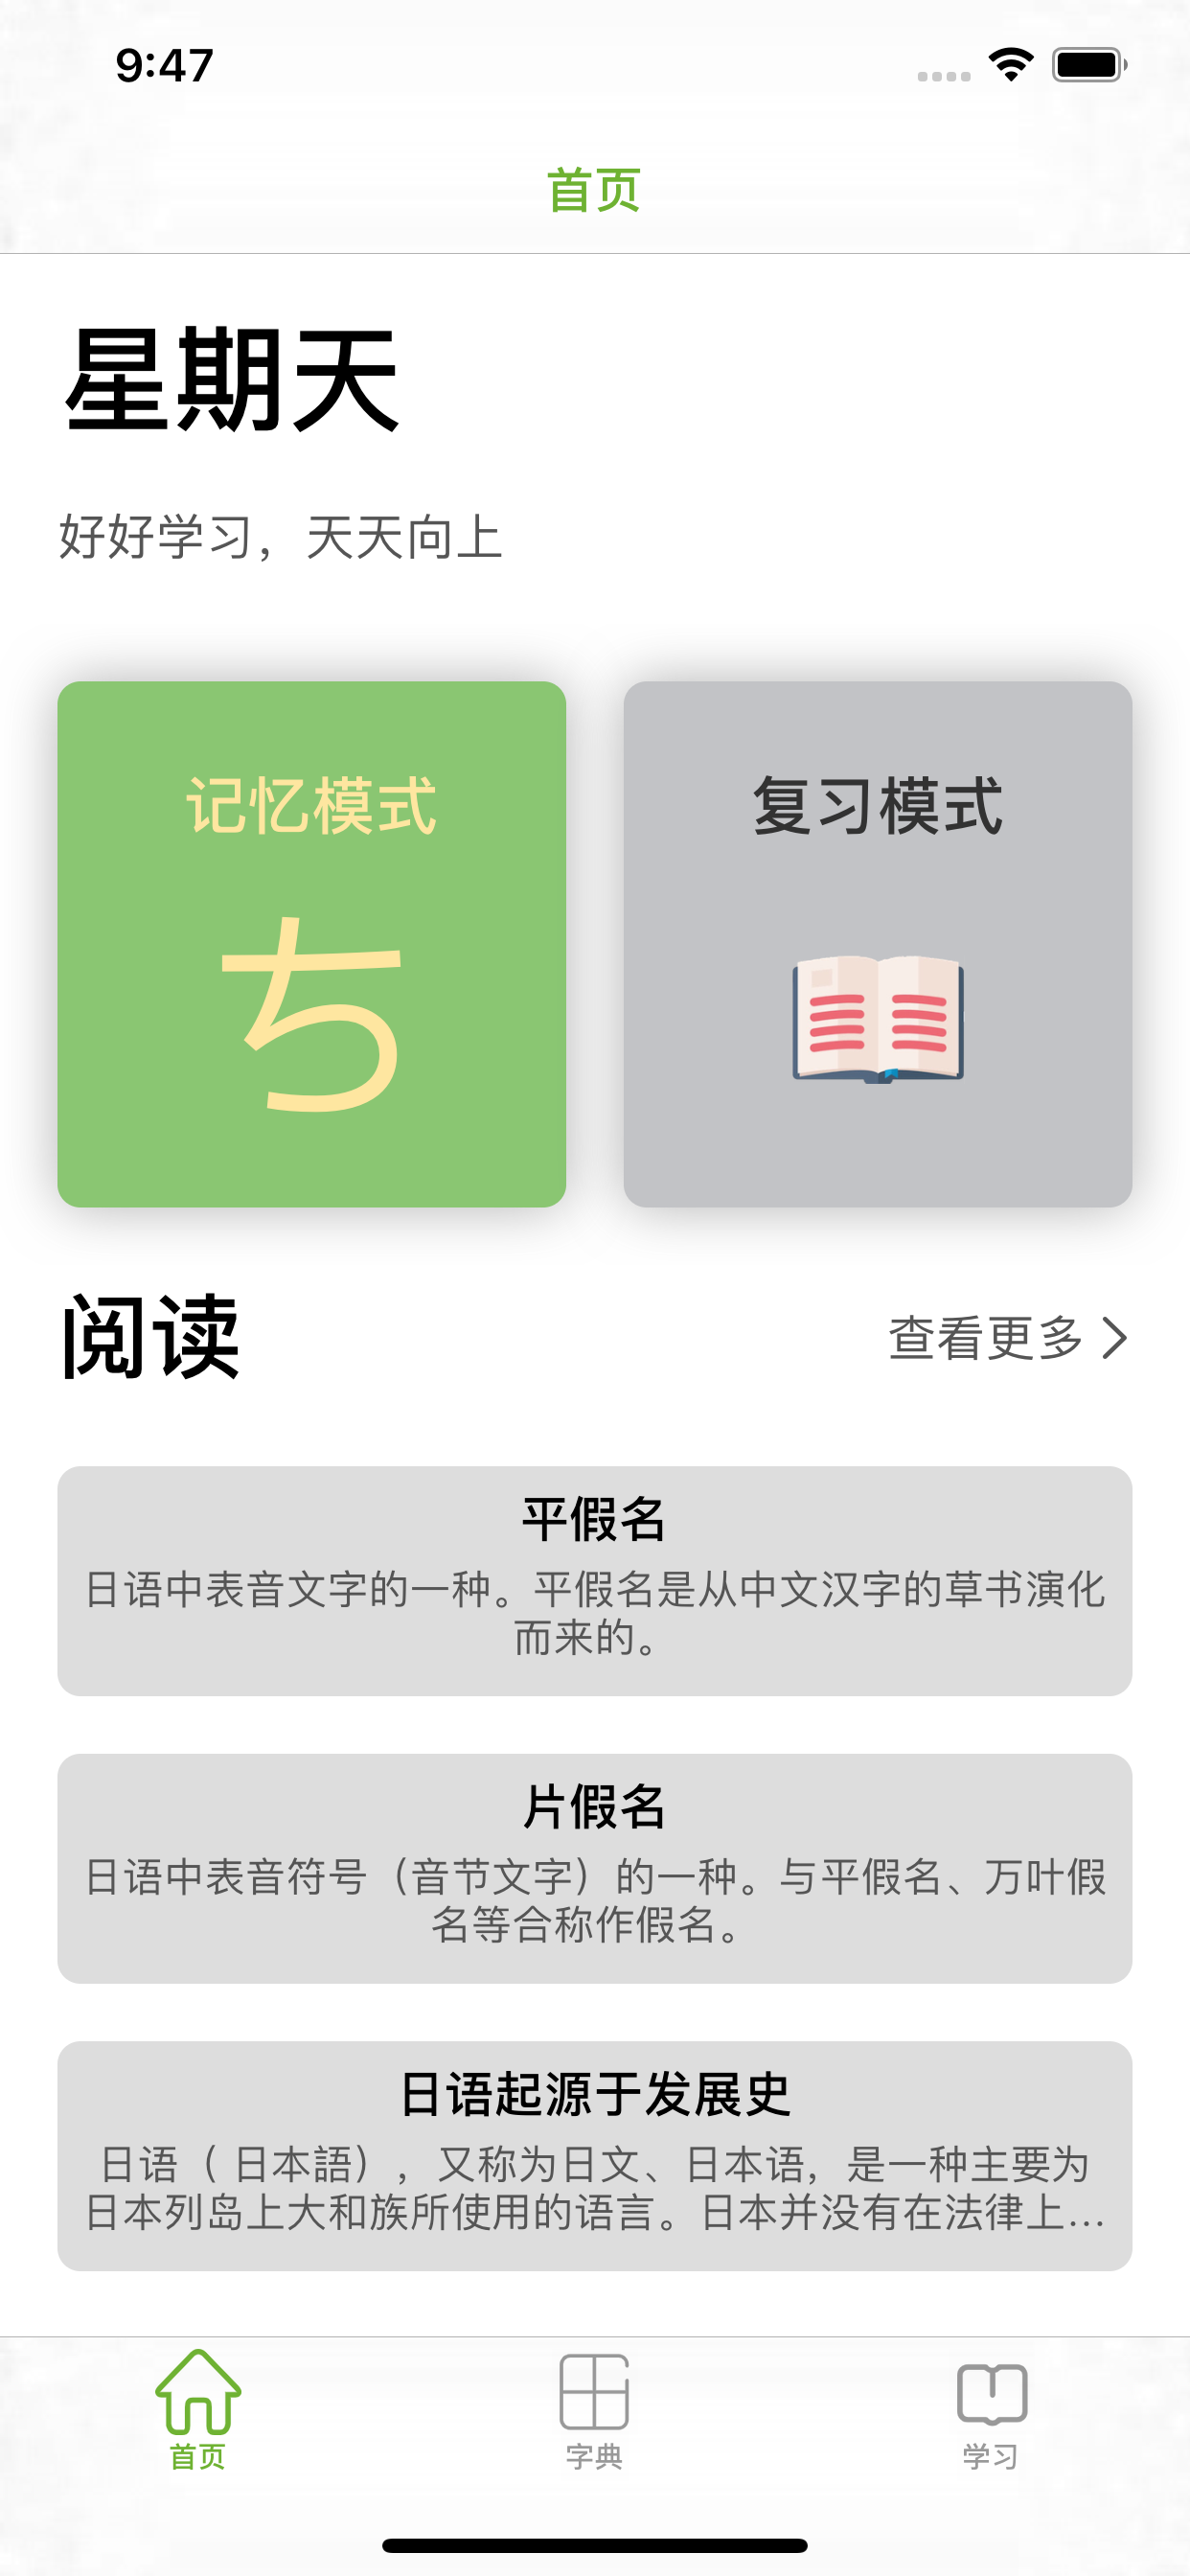 9:47
首页
星期天
好好学习，天天向上
记忆模式
复习模式
ち
阅读
查看更多
平假名
日语中表音文字的一种。平假名是从中文汉字的草书演化
而来的。
片假名
日语中表音符号（音节文字）的一种。与平假名、万叶假
名等合称作假名。
日语起源于发展史
日语（ 日本語），又称为日文、日本语，是一种主要为
日本列岛上大和族所使用的语言。日本并没有在法律上...
首页
字典
学习